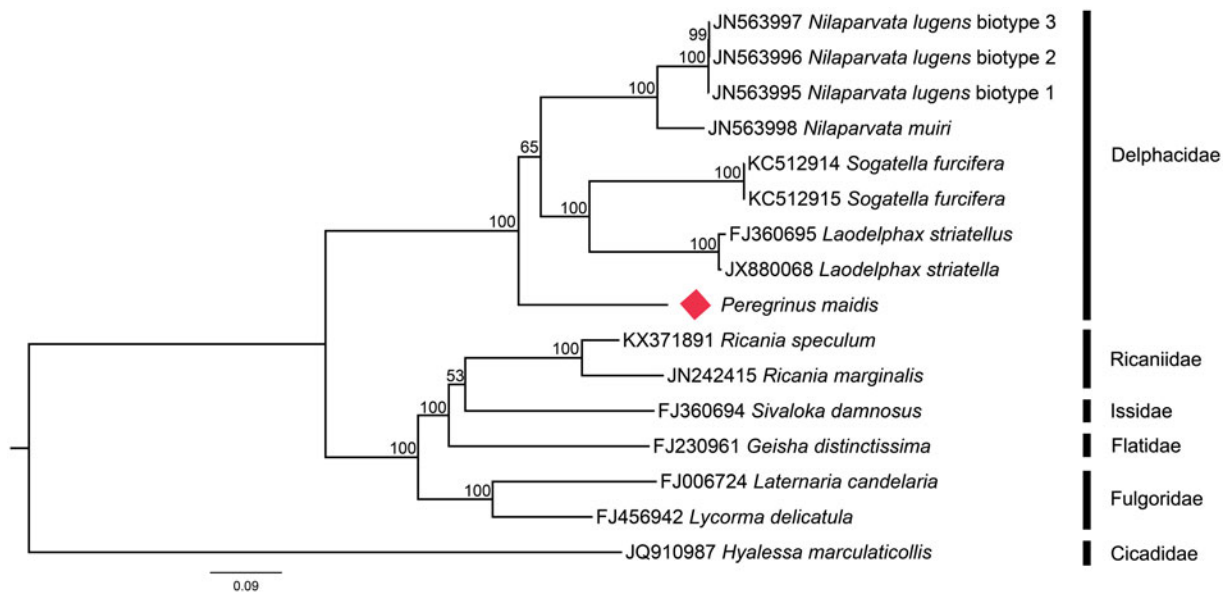 JN563997 Nilaparvata lugens biotype 3
99
JN563996 Nilaparvata lugens biotype 2
100
JN563995 Nilaparvata lugens biotype 1
100
JN563998 Nilaparvata muiri
65
KC512914 Sogatella furcifera
100
KC512915 Sogatella furcifera
100
100
FJ360695 Laodelphax striatellus
100
JX880068 Laodelphax striatella
Peregrinus maidis
Delphacidae
KX371891 Ricania speculum
100
JN242415 Ricania marginalis
Ricaniidae
53
FJ360694 Sivaloka damnosus
Issidae
100
FJ230961 Geisha distinctissima
Flatidae
100
FJ006724 Laternaria candelaria
100
FJ456942 Lycorma delicatula
Fulgoridae
JQ910987 Hyalessa marculaticollis
Cicadidae
0.09